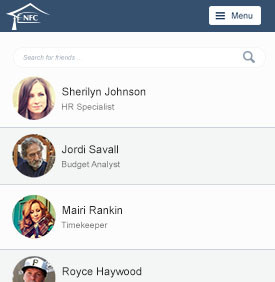 NFC
Menu
Search for friends ..
Sherilyn Johnson
HR Specialist
Jordi Savall
Budget Analyst
Mairi Rankin
Timekeeper
Royce Haywood